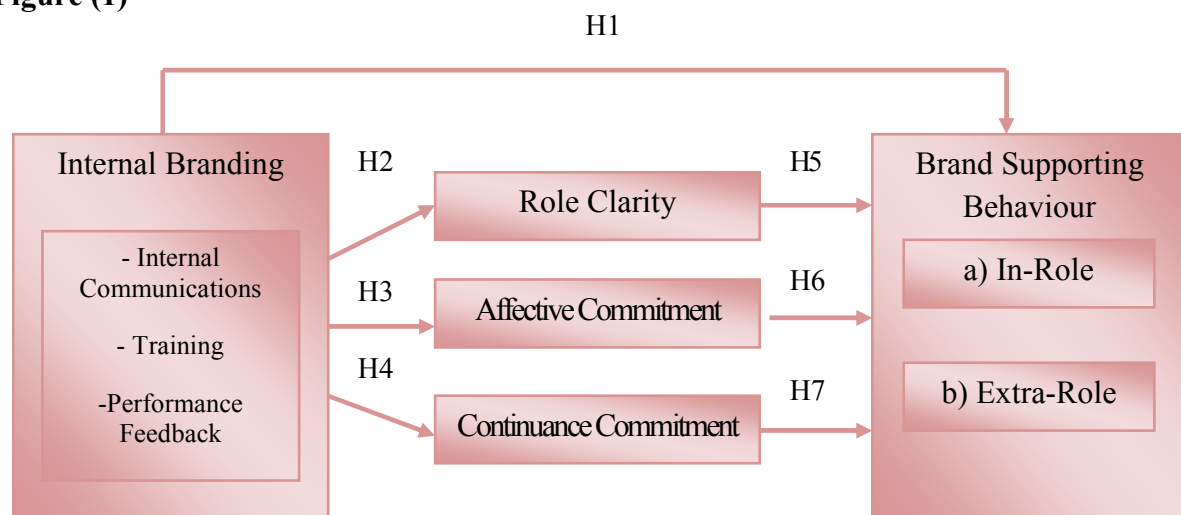 Figure (1)
H1
Internal Branding
- Internal
Communications
- Training
-Performance
Feedback
H2
H3
H4
Role Clarity
Affective Commitment
Continuance Commitment
H5
H6
H7
Brand Supporting
Behaviour
a) In-Role
b) Extra-Role